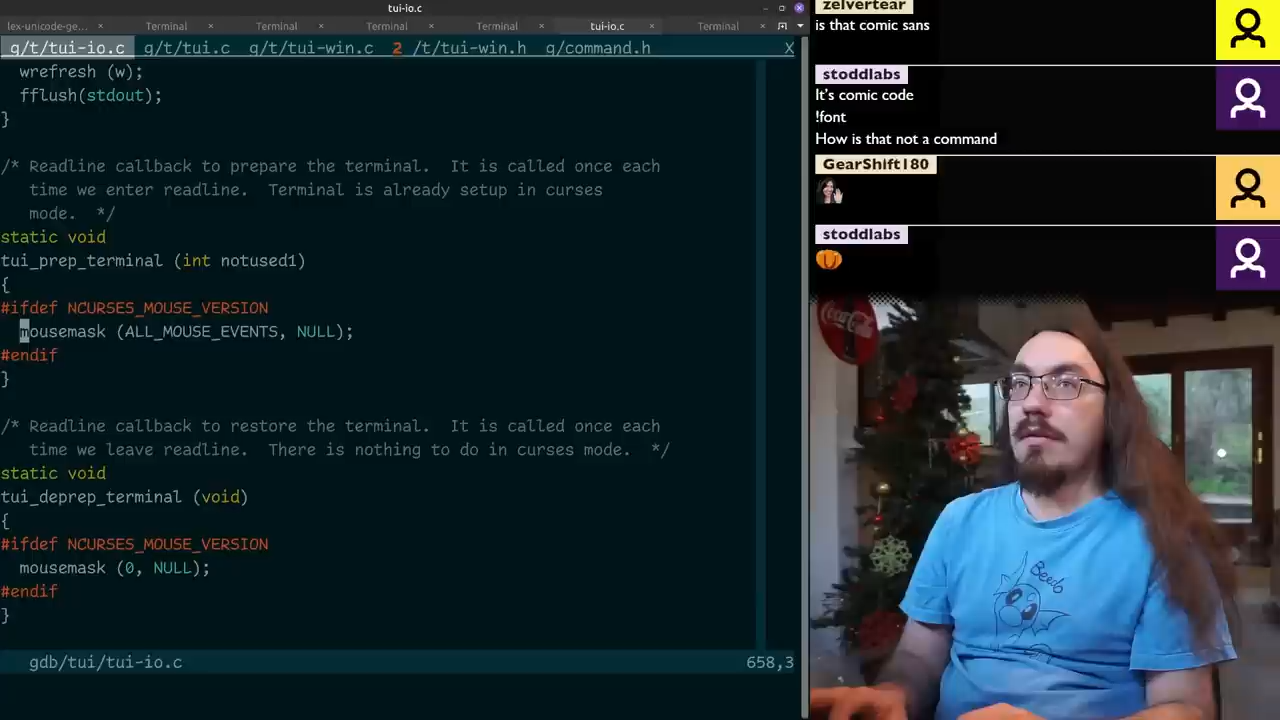 tui-io.c
lex-unicode-ge... × Terminal × Terminal × Terminal × Terminal × tui-io.c × Terminal ×
g/t/tui-io.c g/t/tui.c g/t/tui-win.c 2 /t/tui-win.h g/command.h X
wrefresh (w);
fflush(stdout);
}
/* Readline callback to prepare the terminal.  It is called once each
time we enter readline.  Terminal is already setup in curses
mode.  */
static void
tui_prep_terminal (int notused1)
{
#ifdef NCURSES_MOUSE_VERSION
mousemask (ALL_MOUSE_EVENTS, NULL);
#endif
}
/* Readline callback to restore the terminal.  It is called once each
time we leave readline.  There is nothing to do in curses mode.  */
static void
tui_deprep_terminal (void)
{
#ifdef NCURSES_MOUSE_VERSION
mousemask (0, NULL);
#endif
}
gdb/tui/tui-io.c 658,3
zelvertear
is that comic sans
stoddlabs
It's comic code
!font
How is that not a command
GearShift180
stoddlabs
Coca-Cola
Beedo